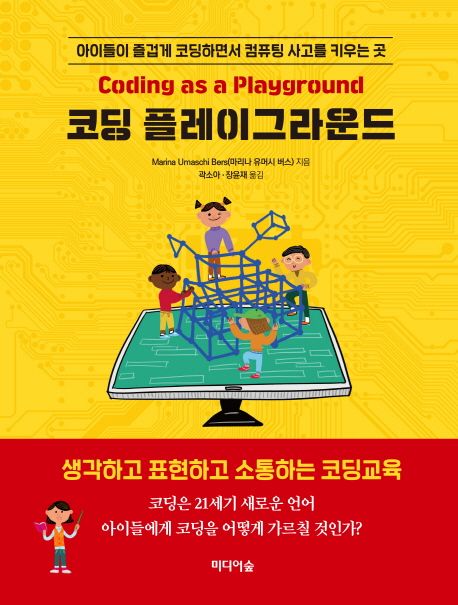 아이들이 즐겁게 코딩하면서 컴퓨팅 사고를 키우는 곳
Coding as a Playground
코딩 플레이그라운드
Marina Umaschi Bers(마리나 유머시 버스) 지음
곽소아·장윤재 옮김
생각하고 표현하고 소통하는 코딩교육
코딩은 21세기 새로운 언어
아이들에게 코딩을 어떻게 가르칠 것인가?
미디어숲